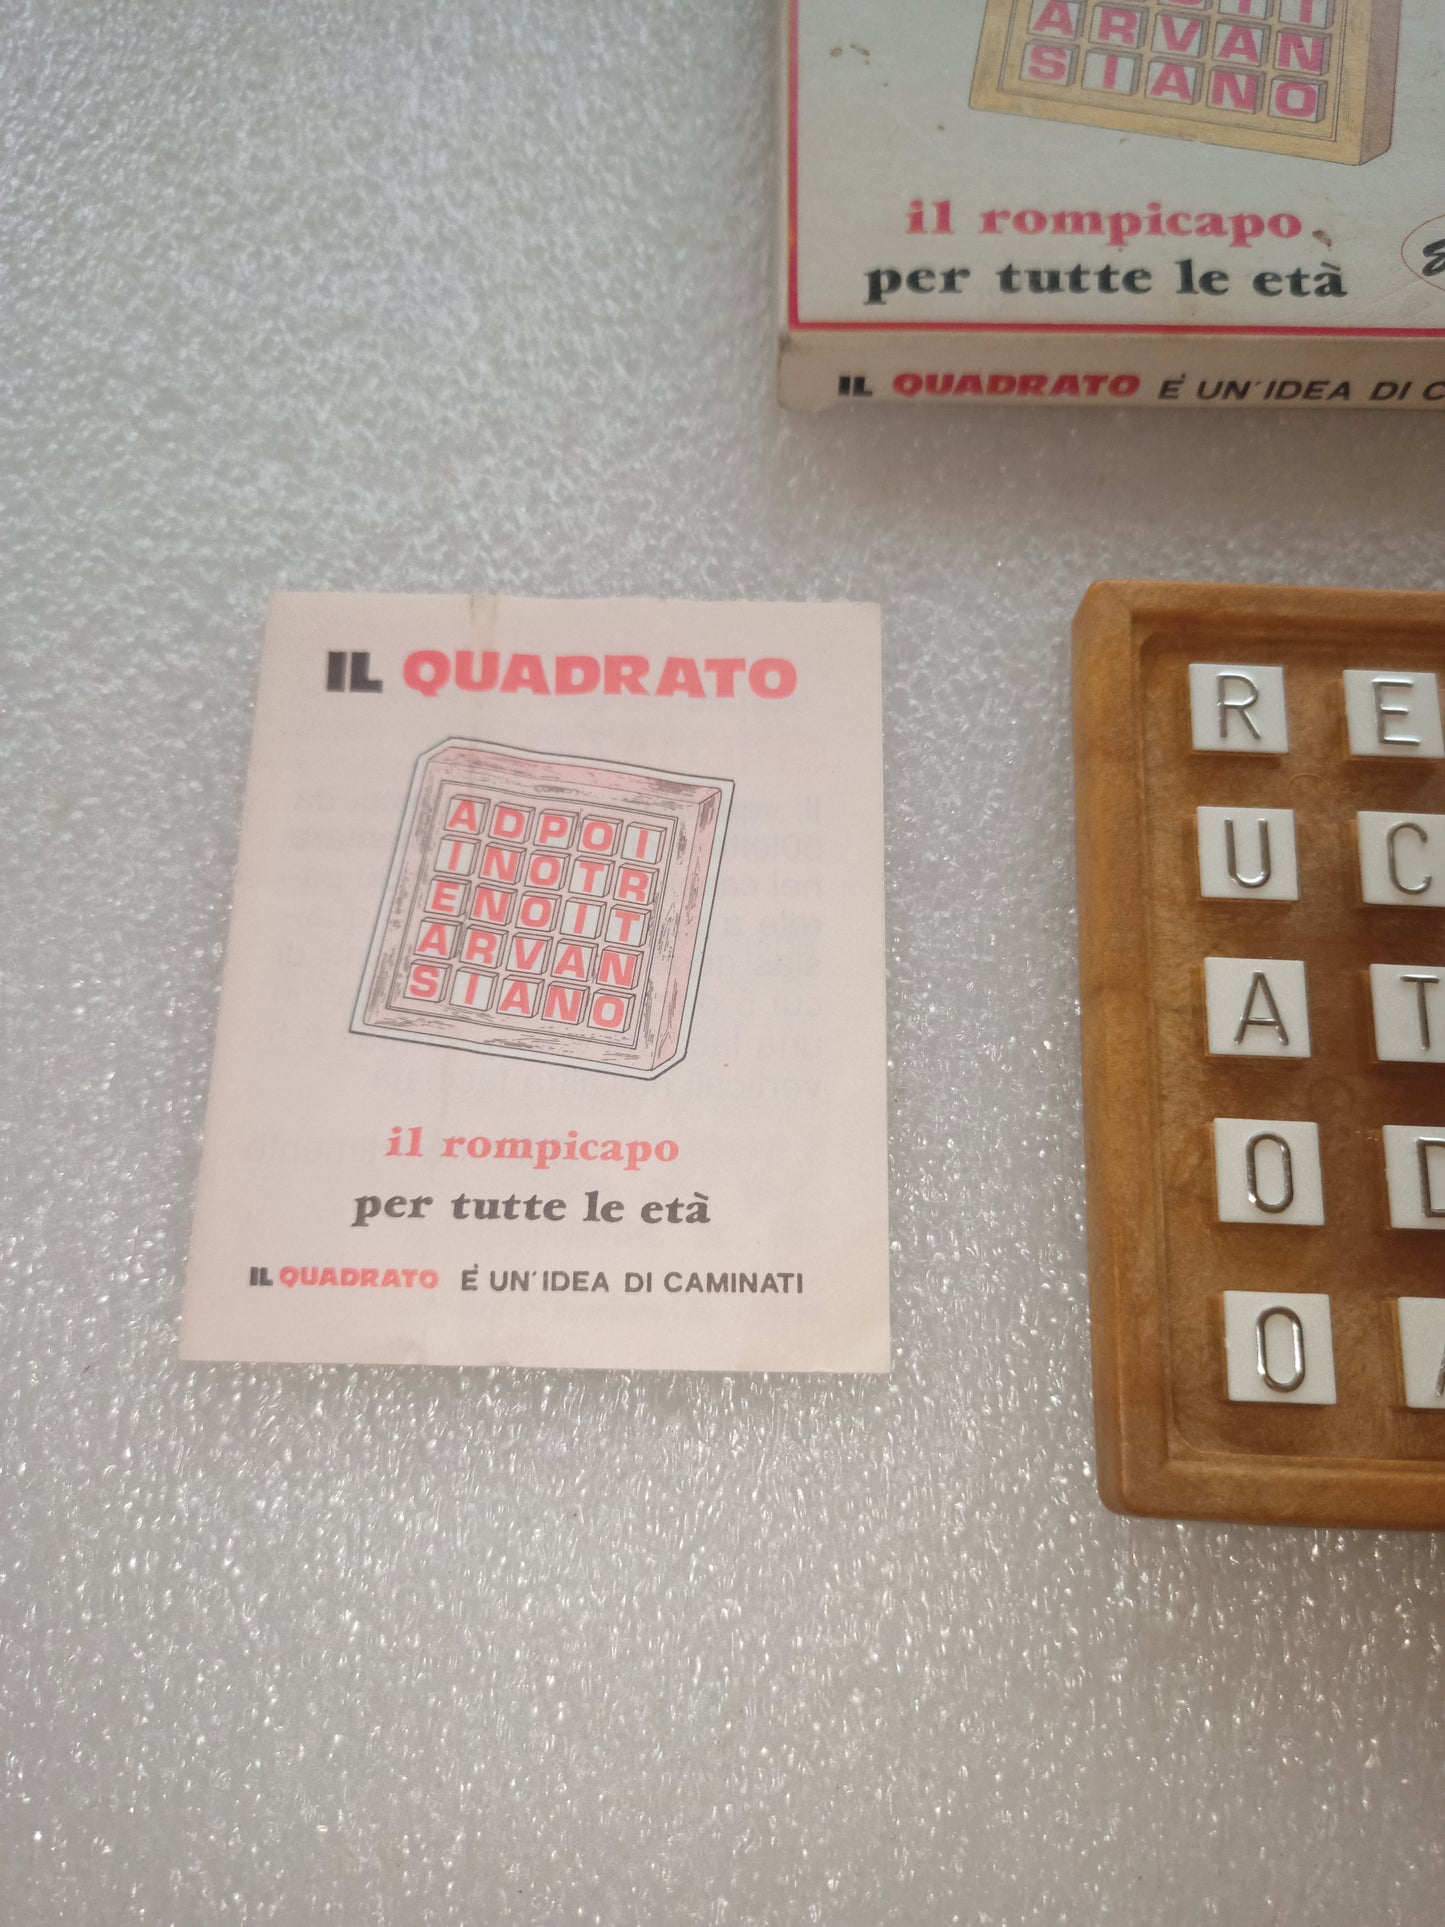 ARVAN
SIANO
il rompicapo
per tutte le età
IL QUADRATO È UN'IDEA DI C
IL QUADRATO
ADPOI
INOTR
ENOIT
ARVAN
SIANO
il rompicapo
per tutte le età
IL QUADRATO È UN'IDEA DI CAMINATI
R E
U C
A T
O D
O